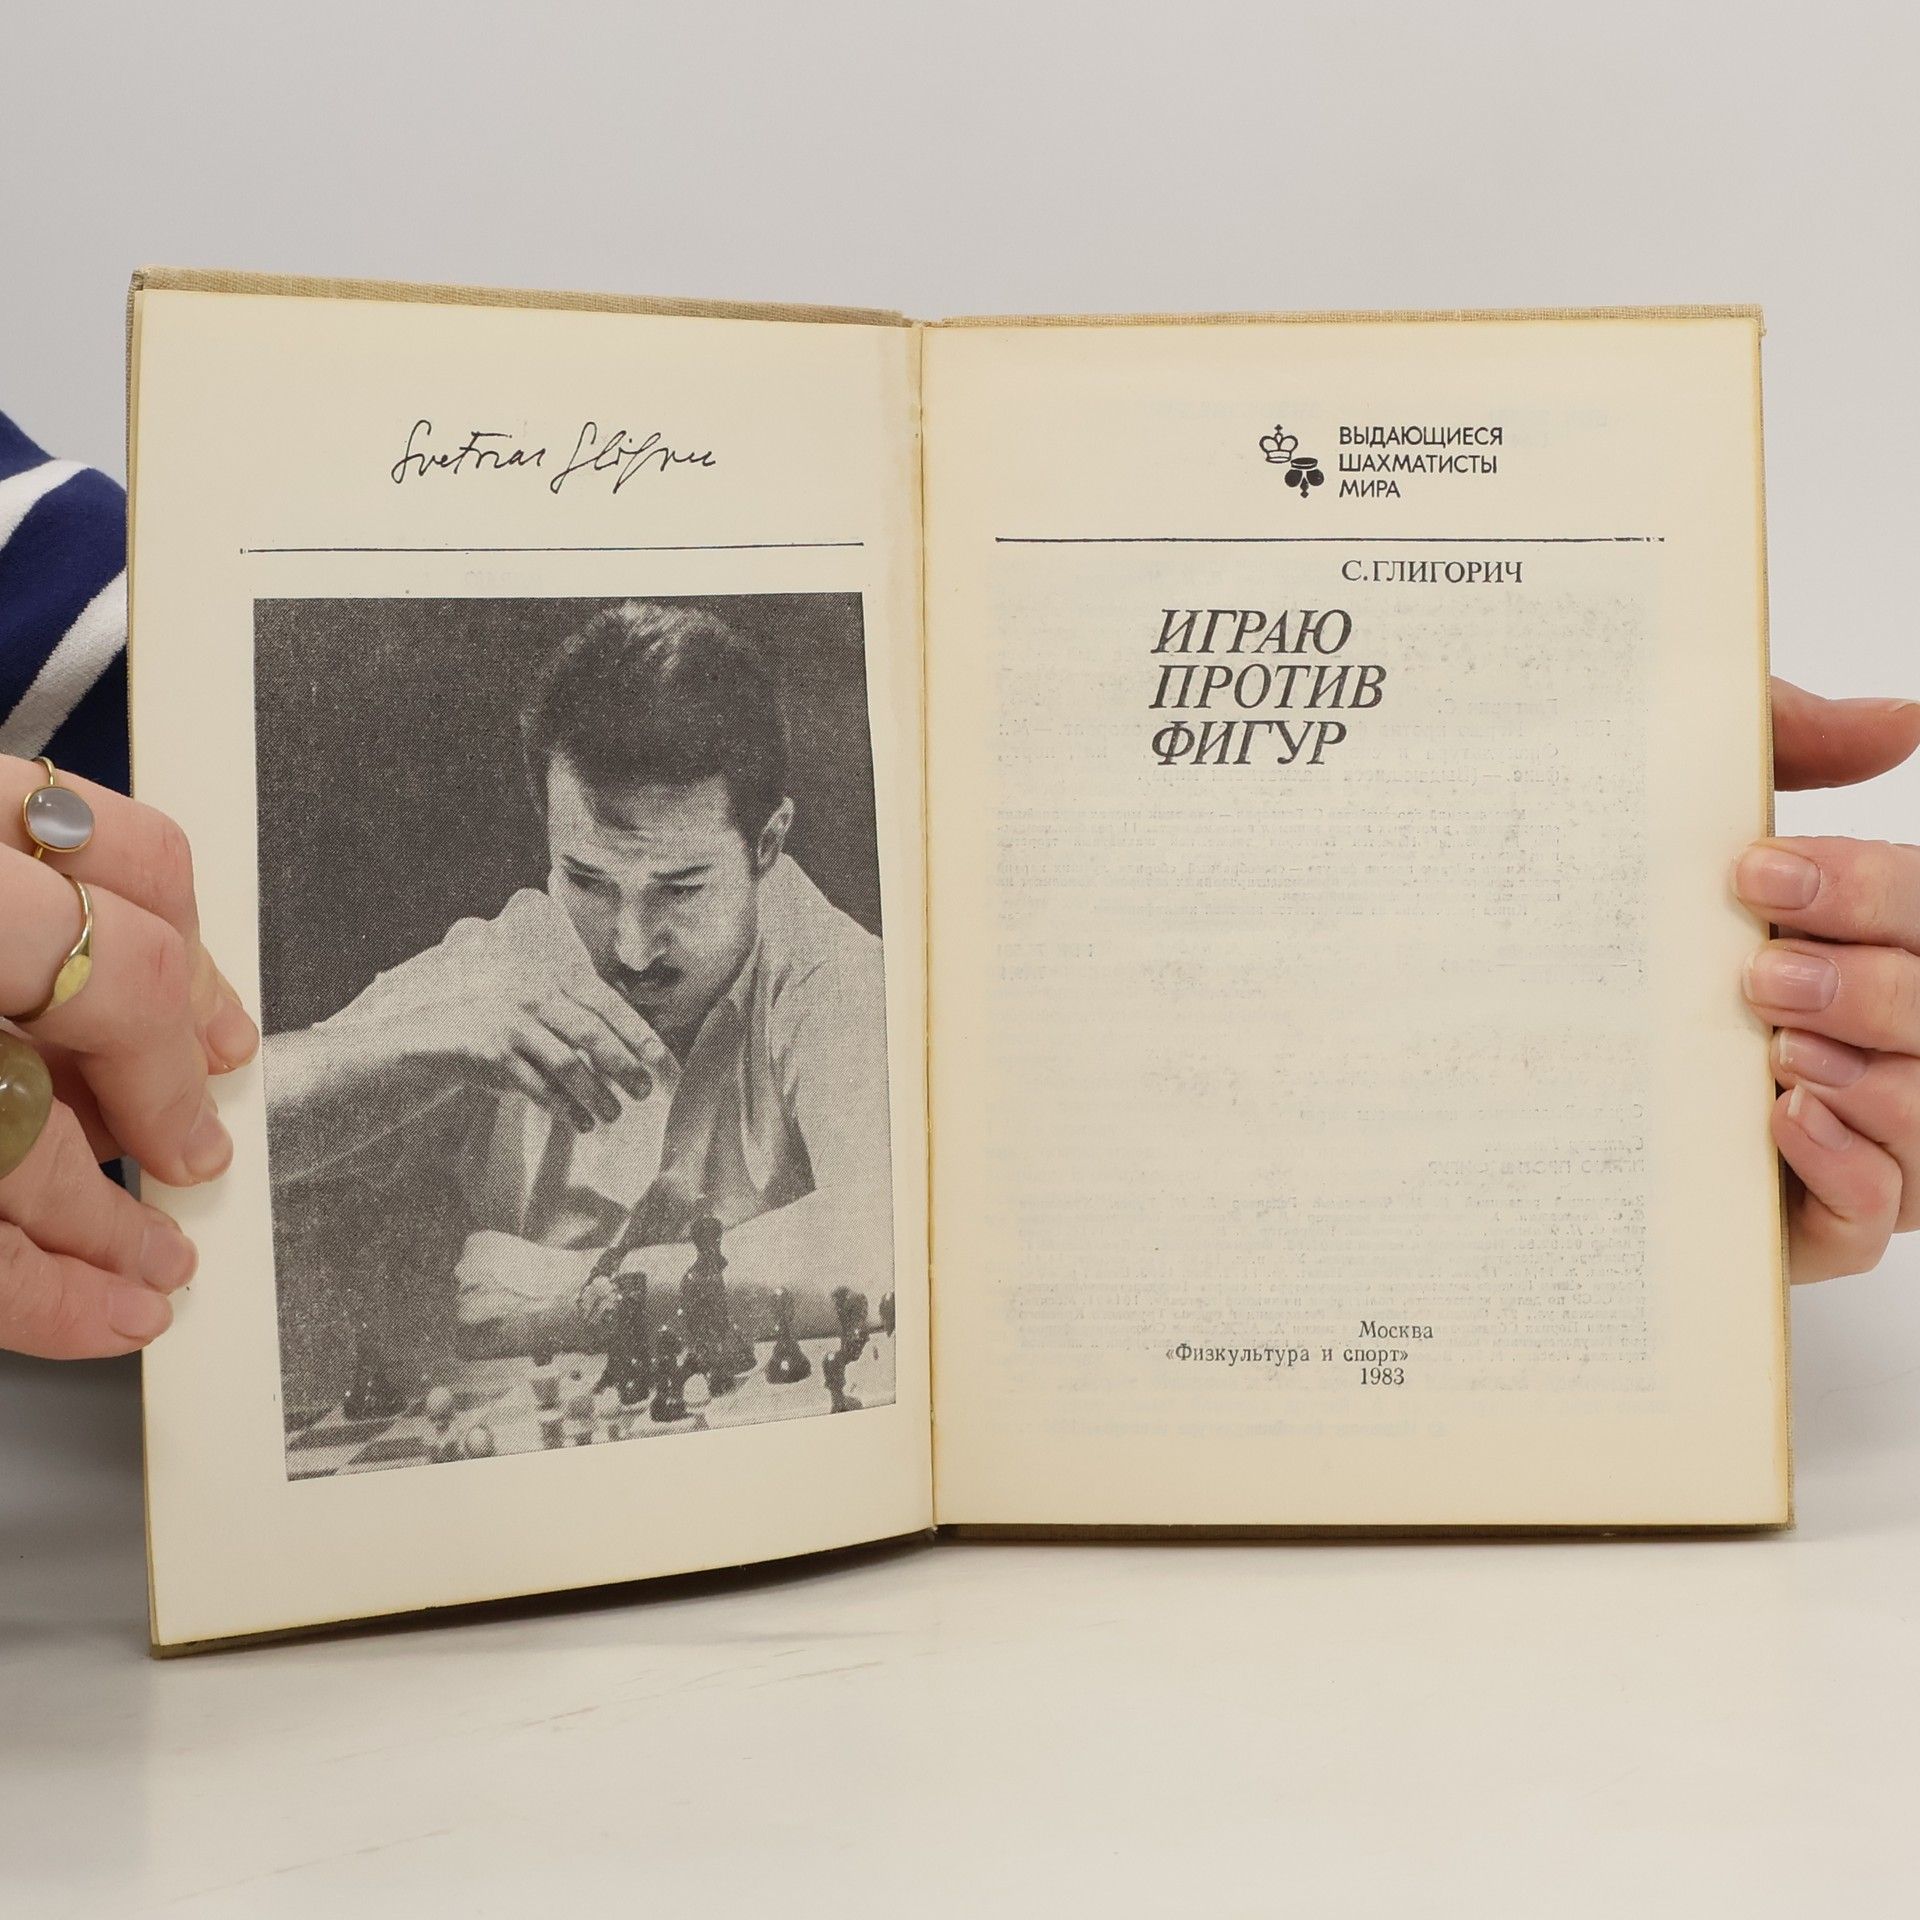 Svetozar Gligoric
ВЫДАЮЩИЕСЯ
ШАХМАТИСТЫ
МИРА
С. ГЛИГОРИЧ
ИГРАЮ
ПРОТИВ
ФИГУР
Москва
«Физкультура и спорт»
1983